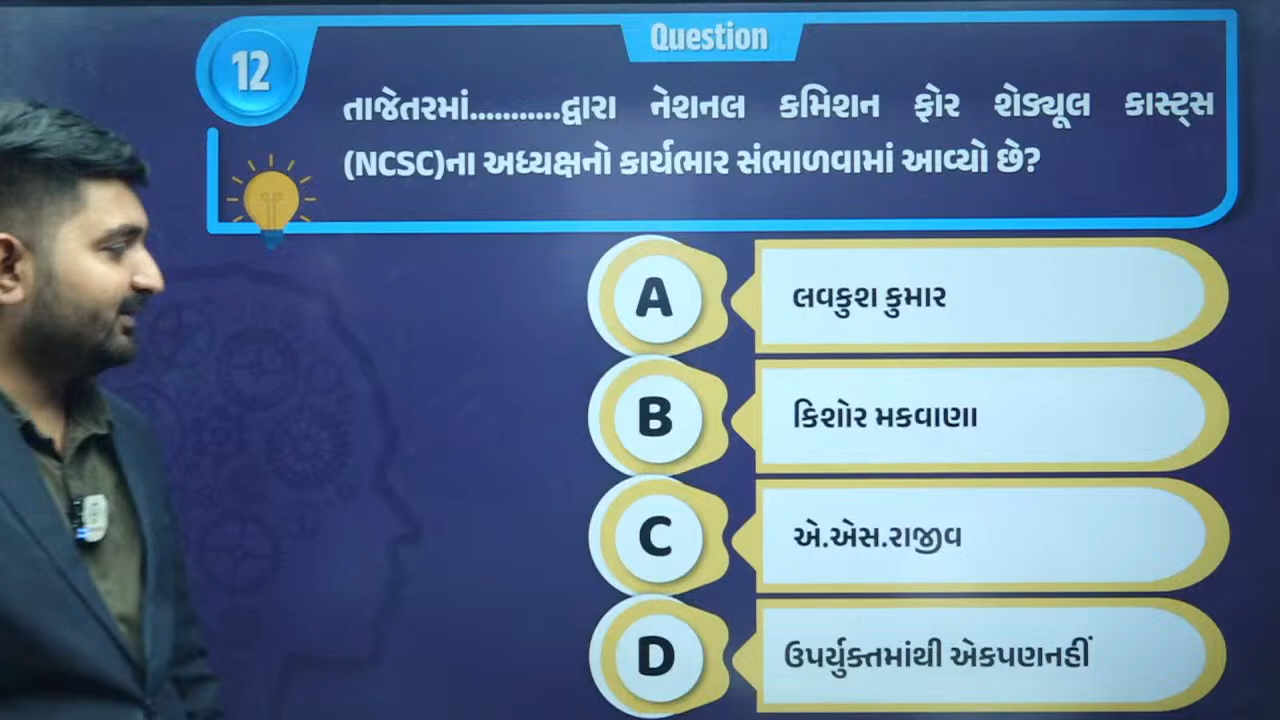 Question
12
તાજેતરમાં...........દ્વારા નેશનલ કમિશન ફોર શેડ્યૂલ કાસ્ટ્સ
(NCSC)ના અધ્યક્ષનો કાર્યભાર સંભાળવામાં આવ્યો છે?
A લવકુશ કુમાર
B કિશોર મકવાણા
C એ.એસ.રાજીવ
D ઉપર્યુક્તમાંથી એકપણનહીં